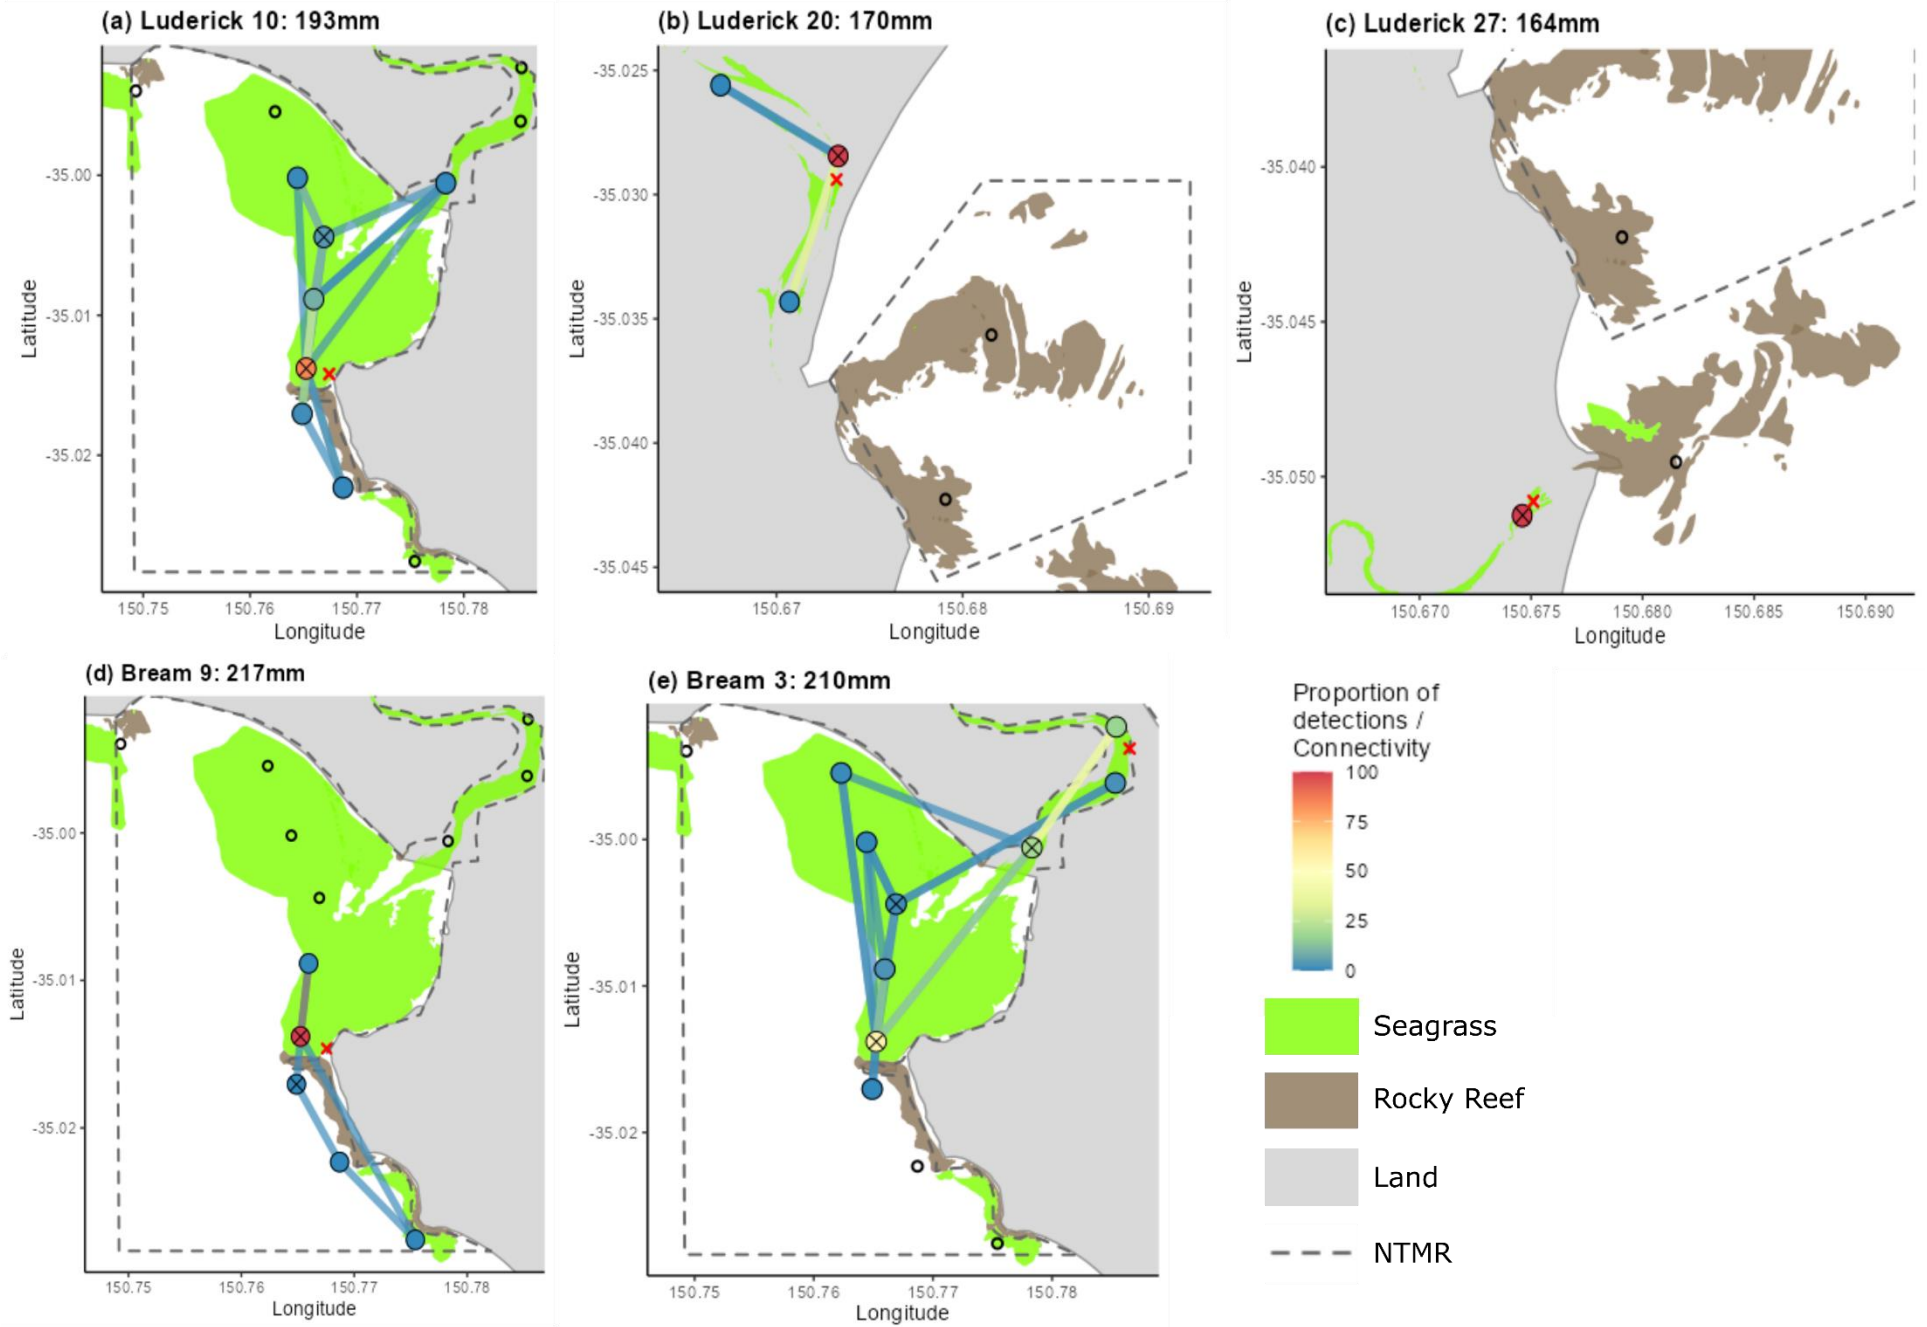 (a) Luderick 10: 193mm
(b) Luderick 20: 170mm
(c) Luderick 27: 164mm
Latitude
-35.00
-35.01
-35.02
150.75 150.76 150.77 150.78
Longitude
Latitude
-35.025
-35.030
-35.035
-35.040
-35.045
150.67 150.68 150.69
Longitude
Latitude
-35.040
-35.045
-35.050
150.670 150.675 150.680 150.685 150.690
Longitude
(d) Bream 9: 217mm
(e) Bream 3: 210mm
Latitude
-35.00
-35.01
-35.02
150.75 150.76 150.77 150.78
Longitude
Latitude
-35.00
-35.01
-35.02
150.75 150.76 150.77 150.78
Longitude
Proportion of
detections /
Connectivity
100
75
50
25
0
Seagrass
Rocky Reef
Land
NTMR